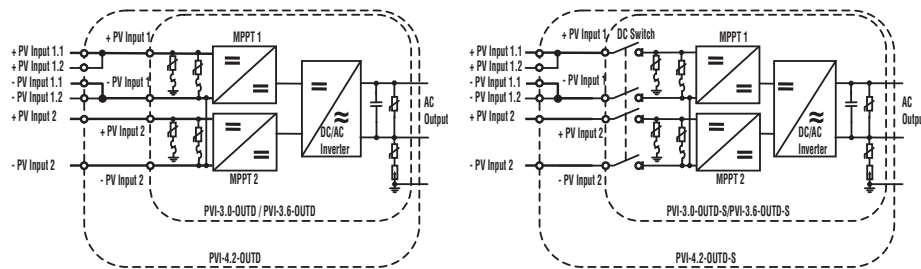 + PV Input 1.1
+ PV Input 1.2
- PV Input 1.1
- PV Input 1.2
+ PV Input 2
- PV Input 2
+ PV Input 1
- PV Input 1
+ PV Input 2
- PV Input 2
MPPT 1
MPPT 2
DC/AC
Inverter
AC
Output
PVI-3.0-OUTD / PVI-3.6-OUTD
PVI-4.2-OUTD
+ PV Input 1.1
+ PV Input 1.2
- PV Input 1.1
- PV Input 1.2
+ PV Input 2
- PV Input 2
+ PV Input 1
DC Switch
- PV Input 1
+ PV Input 2
- PV Input 2
MPPT 1
MPPT 2
DC/AC
Inverter
AC
Output
PVI-3.0-OUTD-S/PVI-3.6-OUTD-S
PVI-4.2-OUTD-S